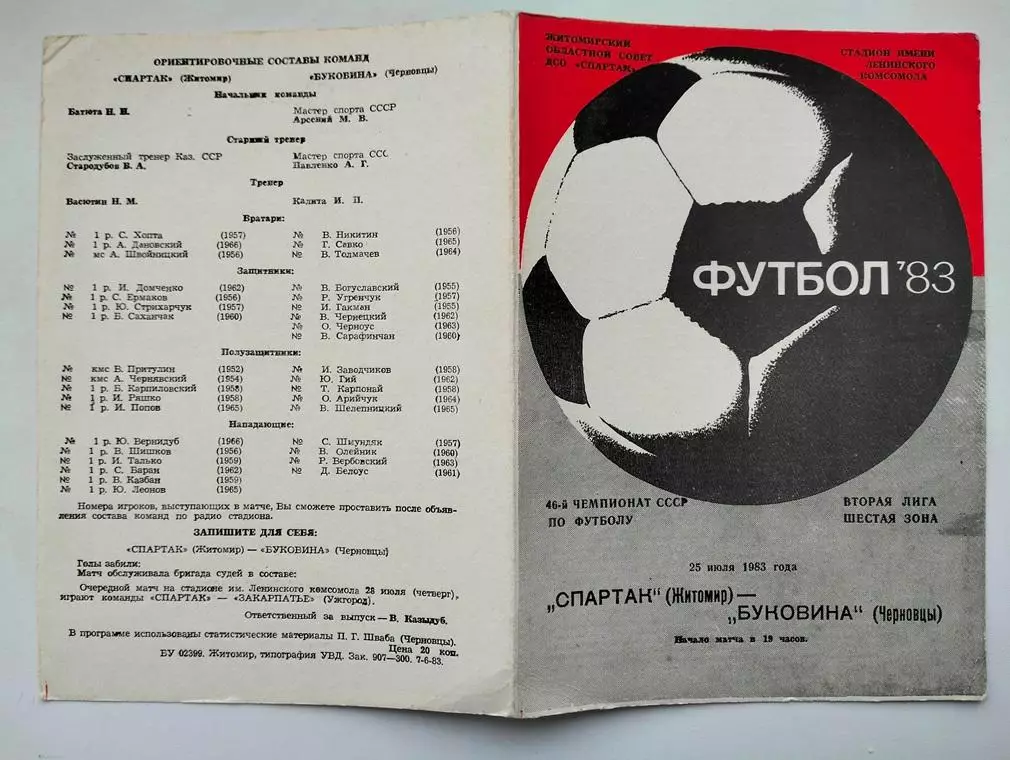 ОРИЕНТИРОВОЧНЫЕ СОСТАВЫ КОМАНД
«СПАРТАК» (Житомир) «БУКОВИНА» (Черновцы)
Начальник команды
Батюта Н. И. Мастер спорта СССР
Арсений М. В.
Старший тренер
Заслуженный тренер Каз. ССР Мастер спорта ССС
Стародубов В. А. Павленко А. Г.
Тренер
Васютин Н. М. Калита И. П.
Вратари:
№ 1 р. С. Хопта (1957) № В. Никитин (1956)
№ 1 р. А. Дановский (1966) № Г. Савко (1965)
№ мс А. Швойницкий (1956) № В. Толмачев (1964)
Защитники:
№ 1 р. И. Домченко (1962) № В. Богуславский (1955)
№ 1 р. С. Ермаков (1956) № Р. Угренчук (1957)
№ 1 р. Ю. Стрихарчук (1957) № И. Гакман (1955)
№ 1 р. Б. Саханчак (1960) № В. Чернецкий (1962)
№ О. Черноус (1963)
№ В. Сарафинчан (1960)
Полузащитники:
№ кмс В. Притулин (1952) № И. Заводчиков (1958)
№ кмс А. Чернявский (1954) № Ю. Гий (1962)
№ 1 р. Б. Карпиловский (1958) № Т. Карпонай (1958)
№ 1 р. И. Ряшко (1958) № О. Арийчук (1964)
№ 1 р. И. Попов (1965) № В. Шелепницкий (1965)
Нападающие:
№ 1 р. Ю. Вернидуб (1966) № С. Шмундяк (1957)
№ 1 р. В. Шишков (1956) № В. Олейник (1960)
№ 1 р. И. Талько (1959) № Р. Вербовский (1963)
№ 1 р. С. Баран (1962) № Д. Белоус (1961)
№ 1 р. В. Казбан (1959)
№ 1 р. Ю. Леонов (1965)
Номера игроков, выступающих в матче, Вы сможете проставить после объяв-
ления состава команд по радио стадиона.
ЗАПИШИТЕ ДЛЯ СЕБЯ:
«СПАРТАК» (Житомир) — «БУКОВИНА» (Черновцы)
Голы забили:
Матч обслуживала бригада судей в составе:
Очередной матч на стадионе им. Ленинского комсомола 28 июля (четверг),
играют команды «СПАРТАК» — «ЗАКАРПАТЬЕ» (Ужгород).
Ответственный за выпуск — В. Казыдуб.
В программе использованы статистические материалы П. Г. Шваба (Черновцы).
Цена 20 коп.
БУ 02399. Житомир, типография УВД. Зак. 907—300. 7-6-83.
ЖИТОМИРСКИЙ
ОБЛАСТНОЙ СОВЕТ
ДСО «СПАРТАК»
СТАДИОН ИМЕНИ
ЛЕНИНСКОГО
КОМСОМОЛА
ФУТБОЛ '83
46-й ЧЕМПИОНАТ СССР
ПО ФУТБОЛУ
ВТОРАЯ ЛИГА
ШЕСТАЯ ЗОНА
25 июля 1983 года
„СПАРТАК" (Житомир) —
„БУКОВИНА" (Черновцы)
Начало матча в 19 часов.